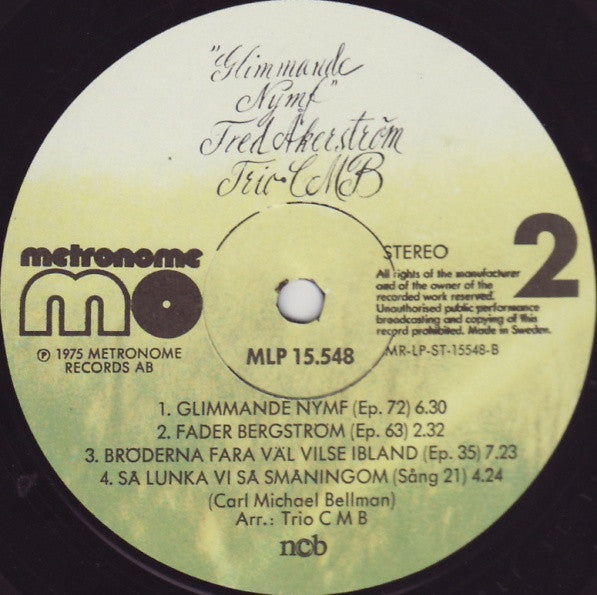 "Glimmande
Nymf"
Fred Åkerström
Trio CMB
metronome
mo
℗ 1975 METRONOME
RECORDS AB
STEREO
2
All rights of the manufacturer
and of the owner of the
recorded work reserved.
Unauthorised public performance
broadcasting and copying of this
record prohibited. Made in Sweden.
MLP 15.548
MR-LP-ST-15548-B
1. GLIMMANDE NYMF (Ep. 72) 6.30
2. FADER BERGSTRÖM (Ep. 63) 2.32
3. BRÖDERNA FARA VÄL VILSE IBLAND (Ep. 35) 7.23
4. SÅ LUNKA VI SÅ SMÅNINGOM (Sång 21) 4.24
(Carl Michael Bellman)
Arr.: Trio C M B
ncb